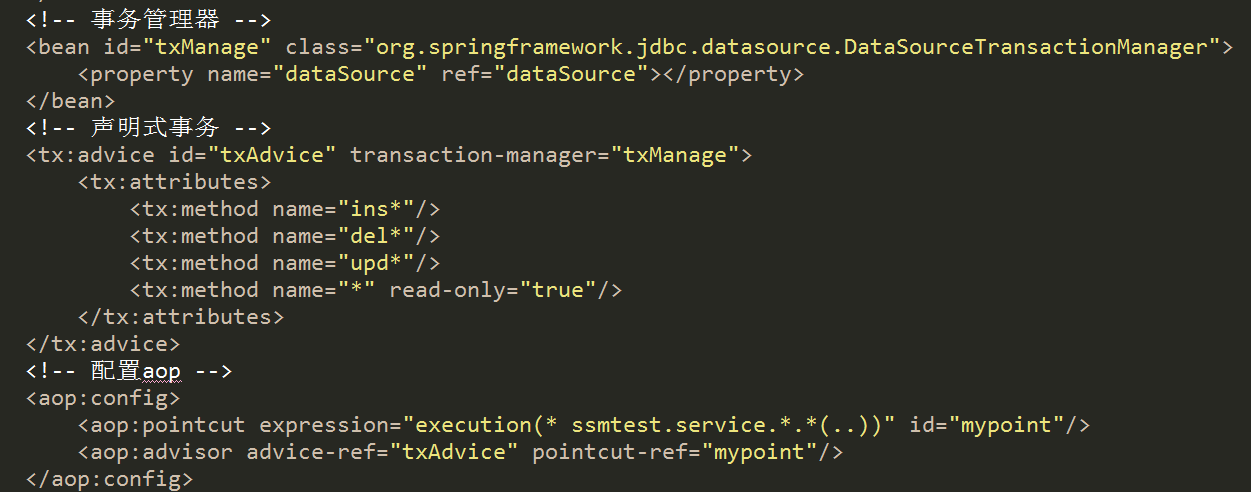 <!-- 事务管理器 -->
<bean id="txManage" class="org.springframework.jdbc.datasource.DataSourceTransactionManager">
    <property name="dataSource" ref="dataSource"></property>
</bean>
<!-- 声明式事务 -->
<tx:advice id="txAdvice" transaction-manager="txManage">
    <tx:attributes>
        <tx:method name="ins*"/>
        <tx:method name="del*"/>
        <tx:method name="upd*"/>
        <tx:method name="*" read-only="true"/>
    </tx:attributes>
</tx:advice>
<!-- 配置aop -->
<aop:config>
    <aop:pointcut expression="execution(* ssmtest.service.*.*(..))" id="mypoint"/>
    <aop:advisor advice-ref="txAdvice" pointcut-ref="mypoint"/>
</aop:config>